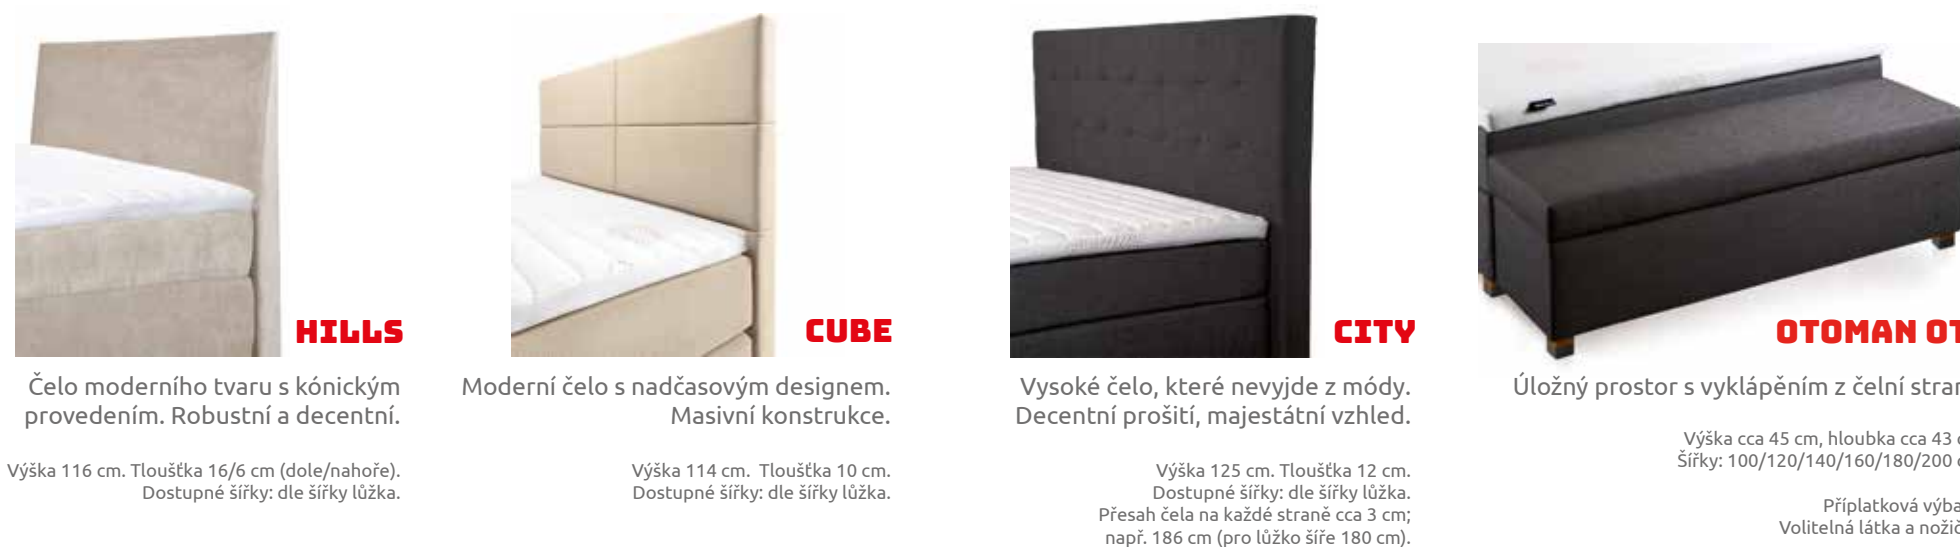 HILLS
Čelo moderního tvaru s kónickým
provedením. Robustní a decentní.
Výška 116 cm. Tloušťka 16/6 cm (dole/nahoře).
Dostupné šířky: dle šířky lůžka.
CUBE
Moderní čelo s nadčasovým designem.
Masivní konstrukce.
Výška 114 cm. Tloušťka 10 cm.
Dostupné šířky: dle šířky lůžka.
CITY
Vysoké čelo, které nevyjde z módy.
Decentní prošití, majestátní vzhled.
Výška 125 cm. Tloušťka 12 cm.
Dostupné šířky: dle šířky lůžka.
Přesah čela na každé straně cca 3 cm;
např. 186 cm (pro lůžko šíře 180 cm).
OTOMAN OT
Úložný prostor s vyklápěním z čelní stran
Výška cca 45 cm, hloubka cca 43 c
Šířky: 100/120/140/160/180/200 c
Příplatková výba
Volitelná látka a nožič